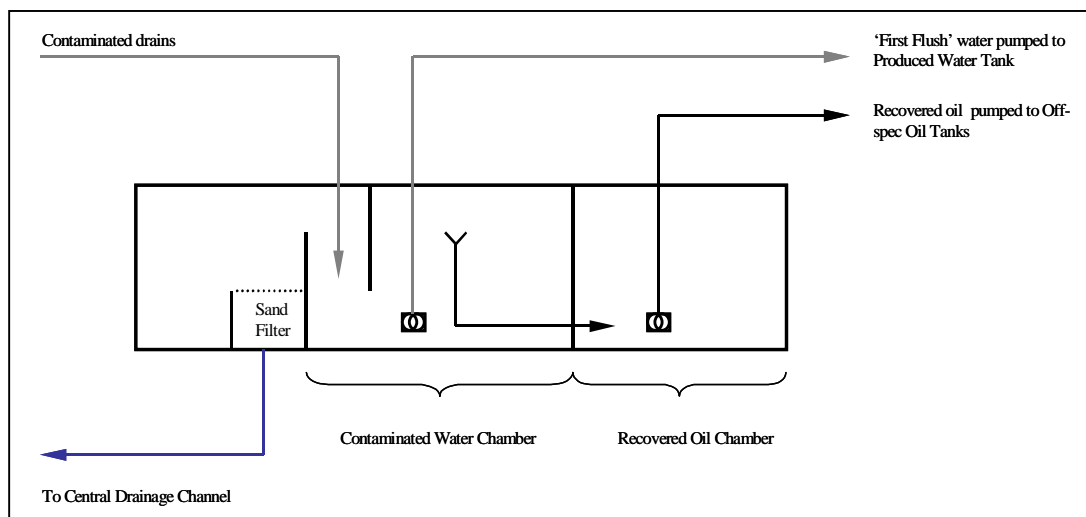 Contaminated drains
‘First Flush’ water pumped to
Produced Water Tank
Recovered oil  pumped to Off-
spec Oil Tanks
Sand
Filter
Contaminated Water Chamber
Recovered Oil Chamber
To Central Drainage Channel